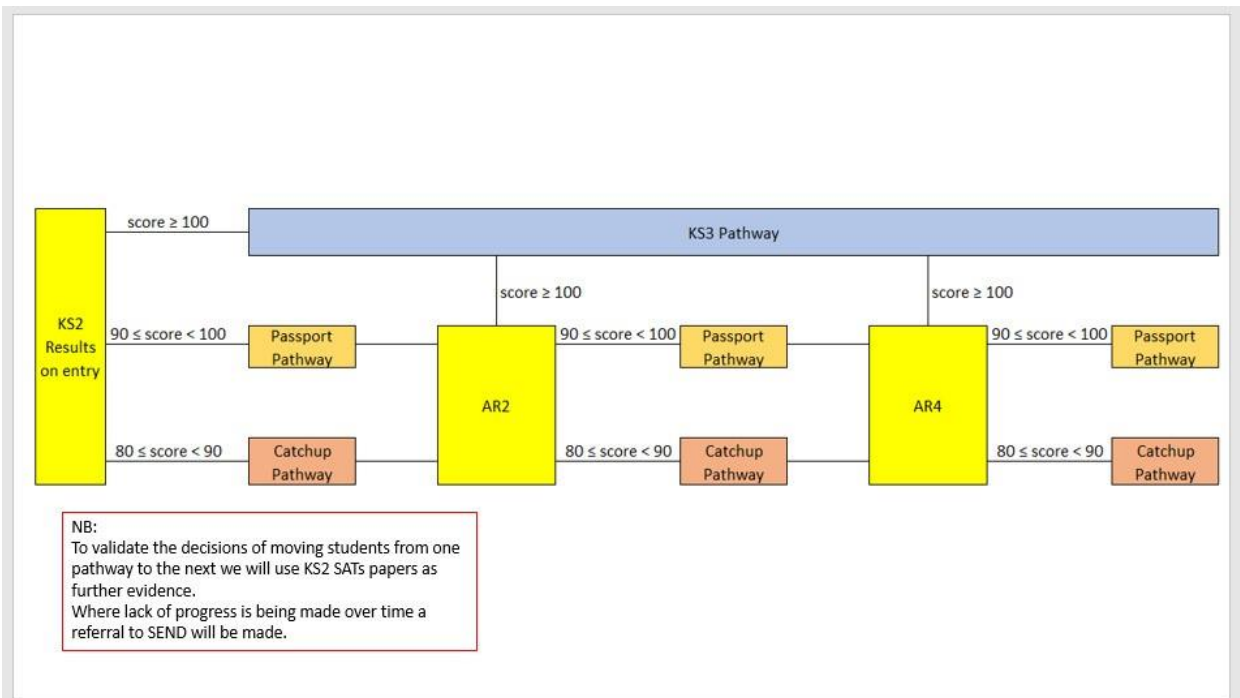 score ≥ 100
KS3 Pathway
score ≥ 100
score ≥ 100
KS2
Results
on entry
90 ≤ score < 100
Passport
Pathway
90 ≤ score < 100
Passport
Pathway
90 ≤ score < 100
Passport
Pathway
AR2
AR4
80 ≤ score < 90
Catchup
Pathway
80 ≤ score < 90
Catchup
Pathway
80 ≤ score < 90
Catchup
Pathway
NB:
To validate the decisions of moving students from one
pathway to the next we will use KS2 SATs papers as
further evidence.
Where lack of progress is being made over time a
referral to SEND will be made.